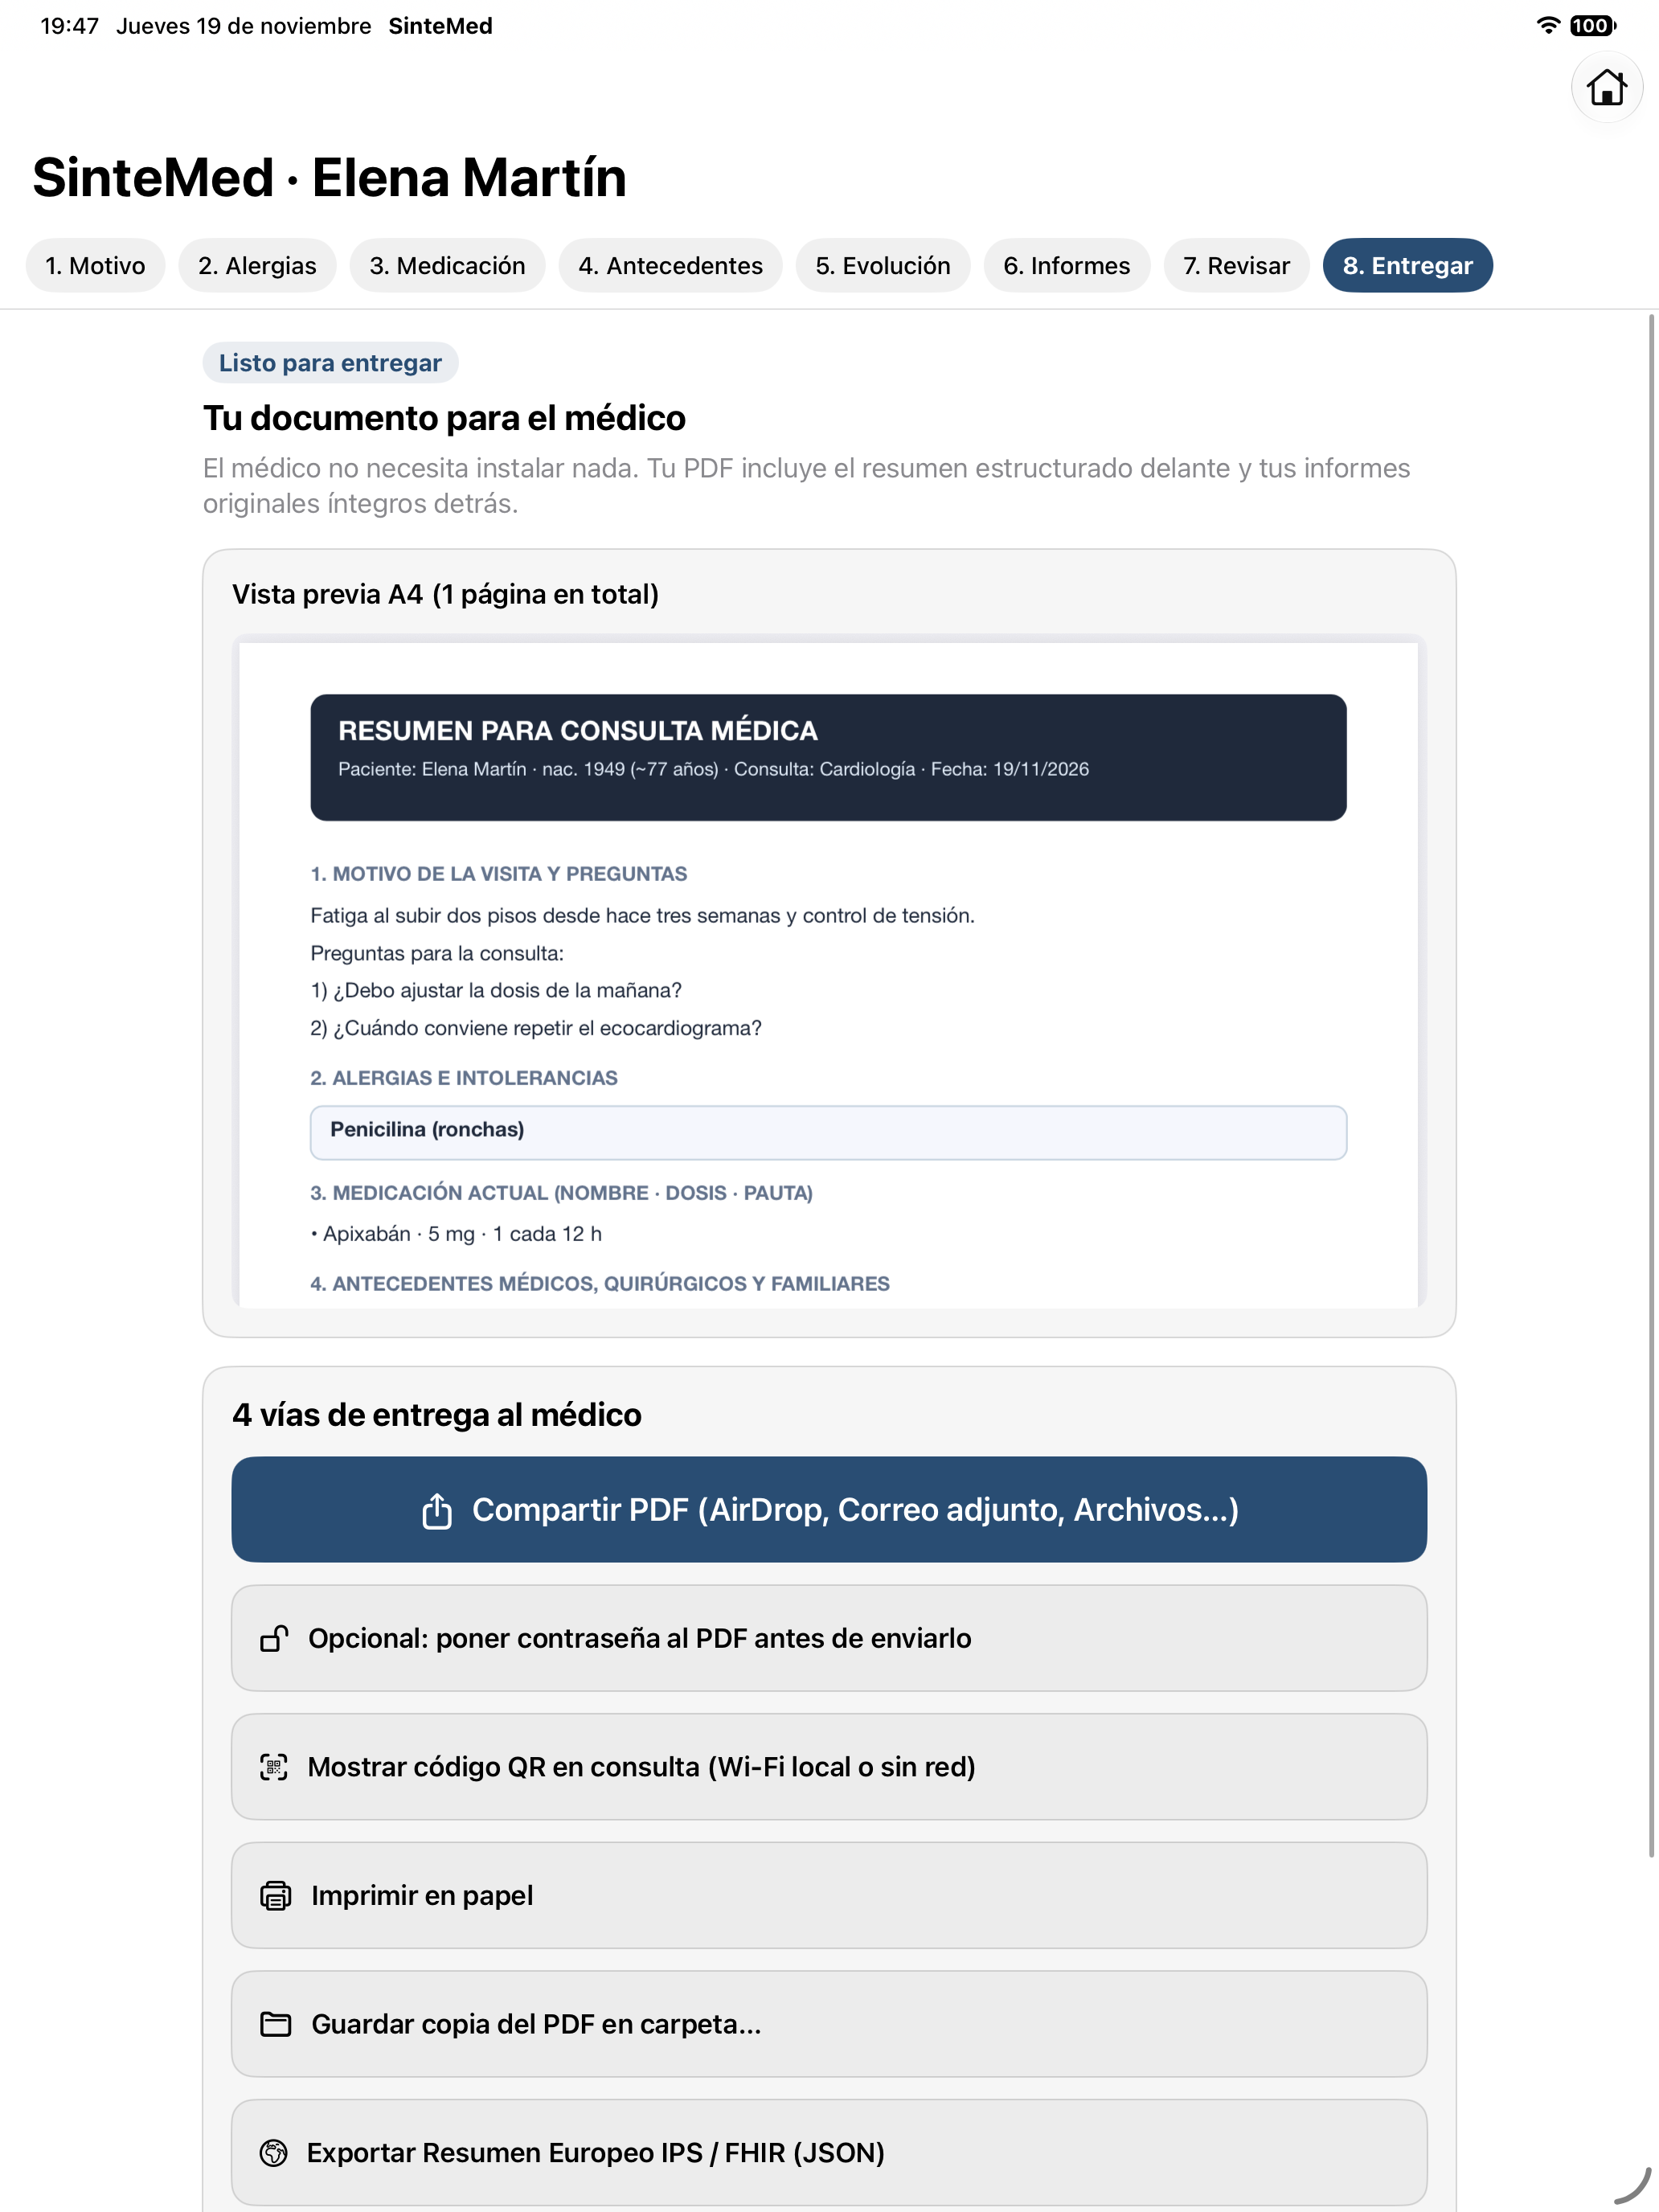 19:47 Jueves 19 de noviembre SinteMed
100
SinteMed · Elena Martín
1. Motivo
2. Alergias
3. Medicación
4. Antecedentes
5. Evolución
6. Informes
7. Revisar
8. Entregar
Listo para entregar
Tu documento para el médico
El médico no necesita instalar nada. Tu PDF incluye el resumen estructurado delante y tus informes
originales íntegros detrás.
Vista previa A4 (1 página en total)
RESUMEN PARA CONSULTA MÉDICA
Paciente: Elena Martín · nac. 1949 (~77 años) · Consulta: Cardiología · Fecha: 19/11/2026
1. MOTIVO DE LA VISITA Y PREGUNTAS
Fatiga al subir dos pisos desde hace tres semanas y control de tensión.
Preguntas para la consulta:
1) ¿Debo ajustar la dosis de la mañana?
2) ¿Cuándo conviene repetir el ecocardiograma?
2. ALERGIAS E INTOLERANCIAS
Penicilina (ronchas)
3. MEDICACIÓN ACTUAL (NOMBRE · DOSIS · PAUTA)
• Apixabán · 5 mg · 1 cada 12 h
4. ANTECEDENTES MÉDICOS, QUIRÚRGICOS Y FAMILIARES
4 vías de entrega al médico
Compartir PDF (AirDrop, Correo adjunto, Archivos...)
Opcional: poner contraseña al PDF antes de enviarlo
Mostrar código QR en consulta (Wi-Fi local o sin red)
Imprimir en papel
Guardar copia del PDF en carpeta...
Exportar Resumen Europeo IPS / FHIR (JSON)